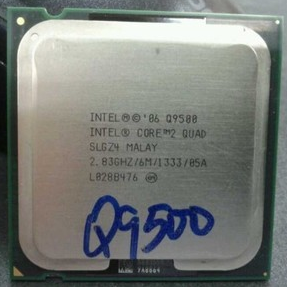 INTEL®©'06 Q9500
INTEL® CORE™2 QUAD
SLGZ4 MALAY
2.83GHZ/6M/1333/05A
L028B476
Q9500